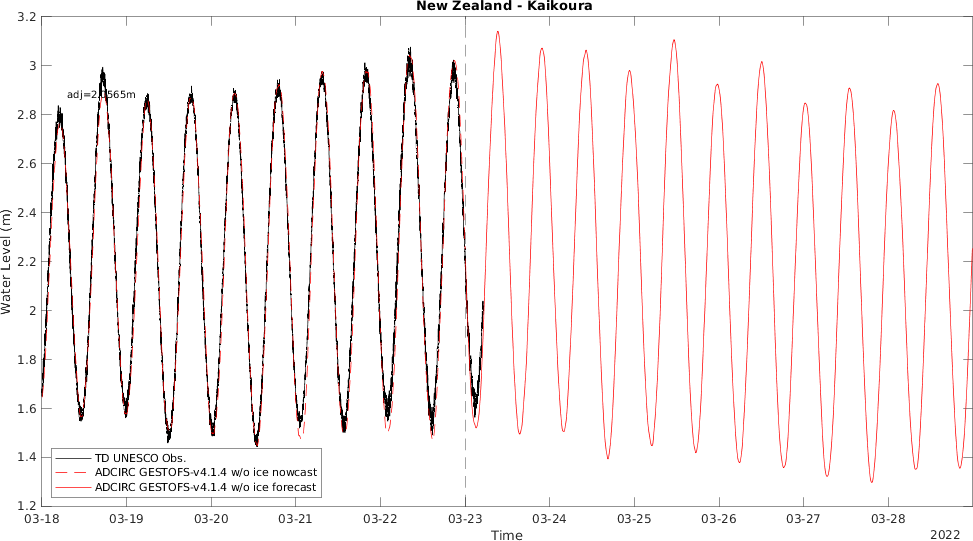 New Zealand - Kaikoura
3.2
3
2.8
2.6
2.4
2.2
2
1.8
1.6
1.4
1.2
Water Level (m)
adj=2.0565m
TD UNESCO Obs.
ADCIRC GESTOFS-v4.1.4 w/o ice nowcast
ADCIRC GESTOFS-v4.1.4 w/o ice forecast
03-18 03-19 03-20 03-21 03-22 03-23 03-24 03-25 03-26 03-27 03-28
Time
2022